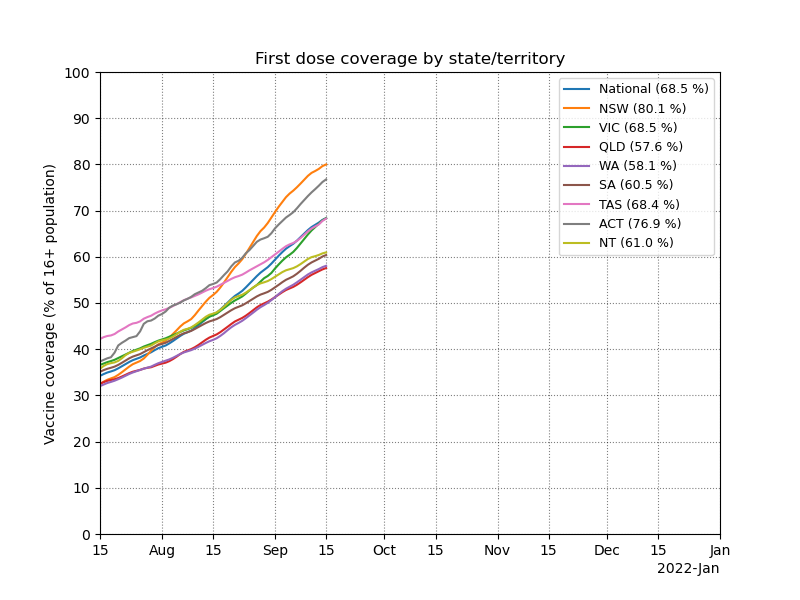 First dose coverage by state/territory
Vaccine coverage (% of 16+ population)
100
90
80
70
60
50
40
30
20
10
0
National (68.5 %)
NSW (80.1 %)
VIC (68.5 %)
QLD (57.6 %)
WA (58.1 %)
SA (60.5 %)
TAS (68.4 %)
ACT (76.9 %)
NT (61.0 %)
15 Aug 15 Sep 15 Oct 15 Nov 15 Dec 15 Jan
2022-Jan